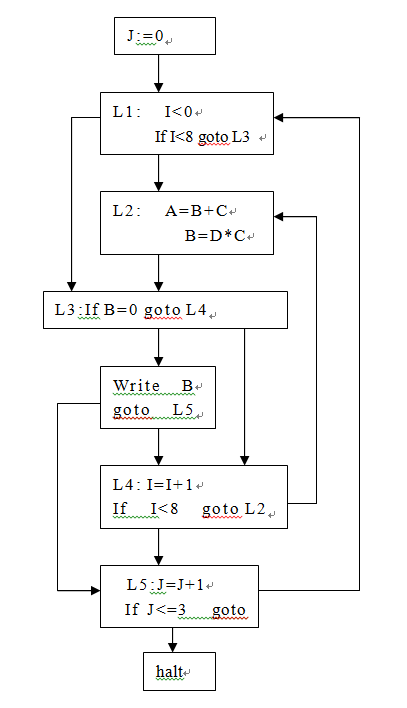 J:=0
L1: I<0
If I<8 goto L3
L2: A=B+C
B=D*C
L3:If B=0 goto L4
Write B
goto L5
L4: I=I+1
If I<8 goto L2
L5:J=J+1
If J<=3 goto
halt